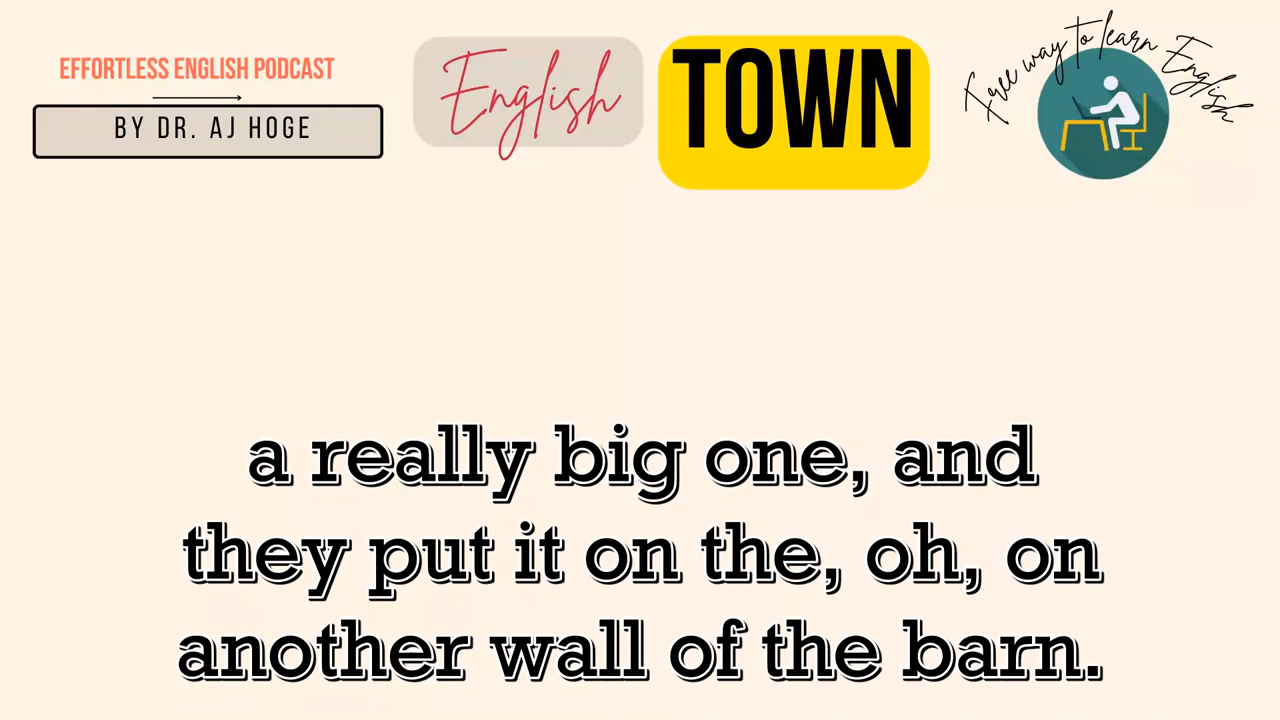 EFFORTLESS ENGLISH PODCAST
BY DR. AJ HOGE
English
TOWN
Free way to learn English
a really big one, and
they put it on the, oh, on
another wall of the barn.